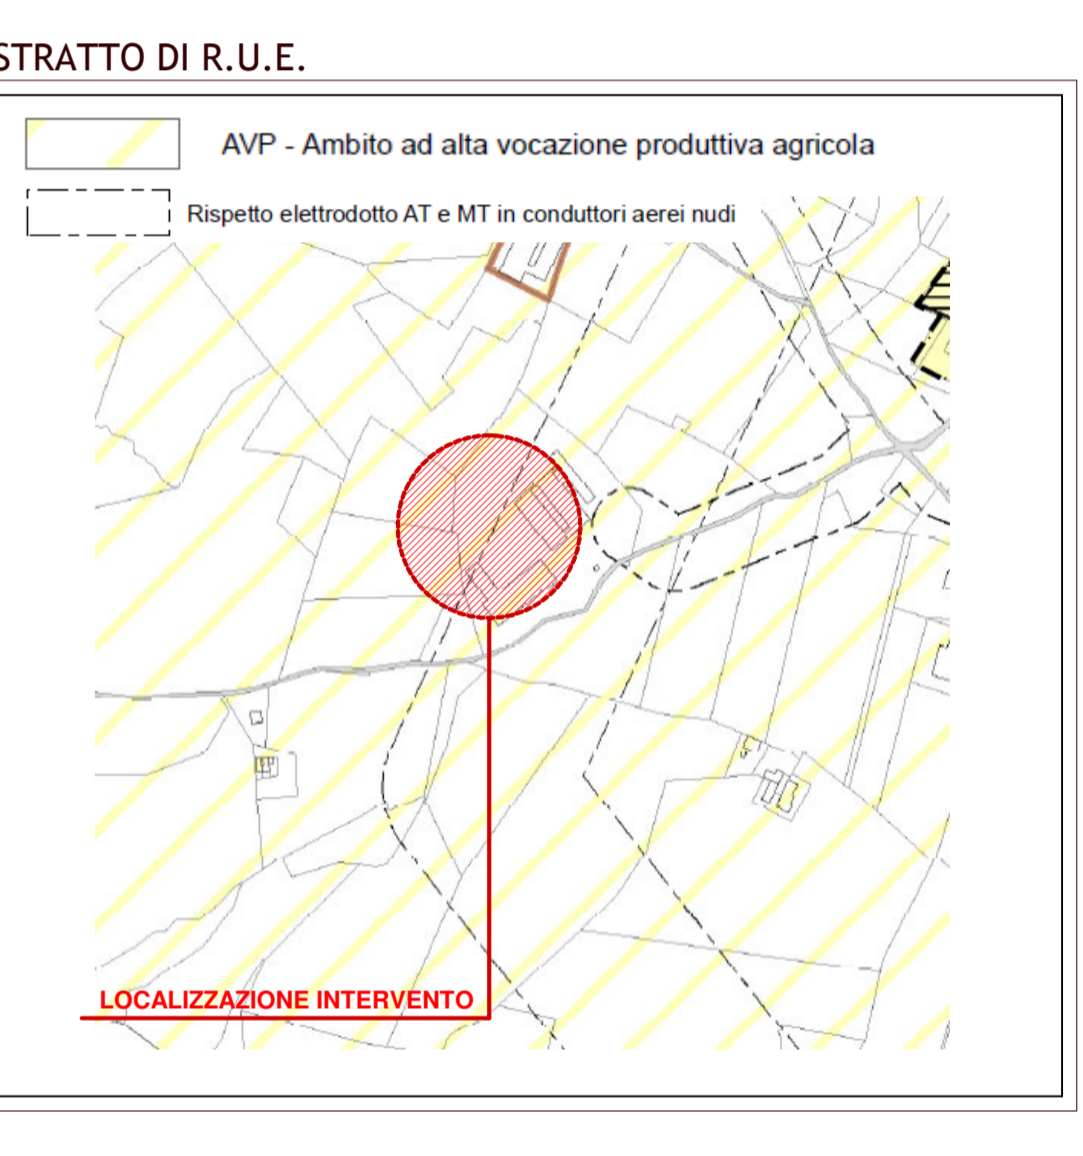 STRATTO DI R.U.E.
AVP - Ambito ad alta vocazione produttiva agricola
Rispetto elettrodotto AT e MT in conduttori aerei nudi
LOCALIZZAZIONE INTERVENTO